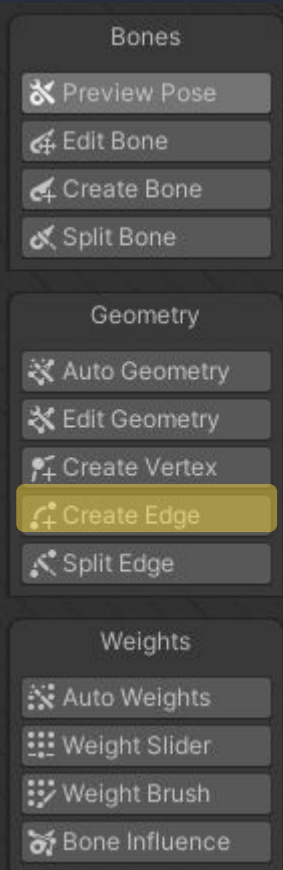 Bones
Preview Pose
Edit Bone
Create Bone
Split Bone
Geometry
Auto Geometry
Edit Geometry
Create Vertex
Create Edge
Split Edge
Weights
Auto Weights
Weight Slider
Weight Brush
Bone Influence